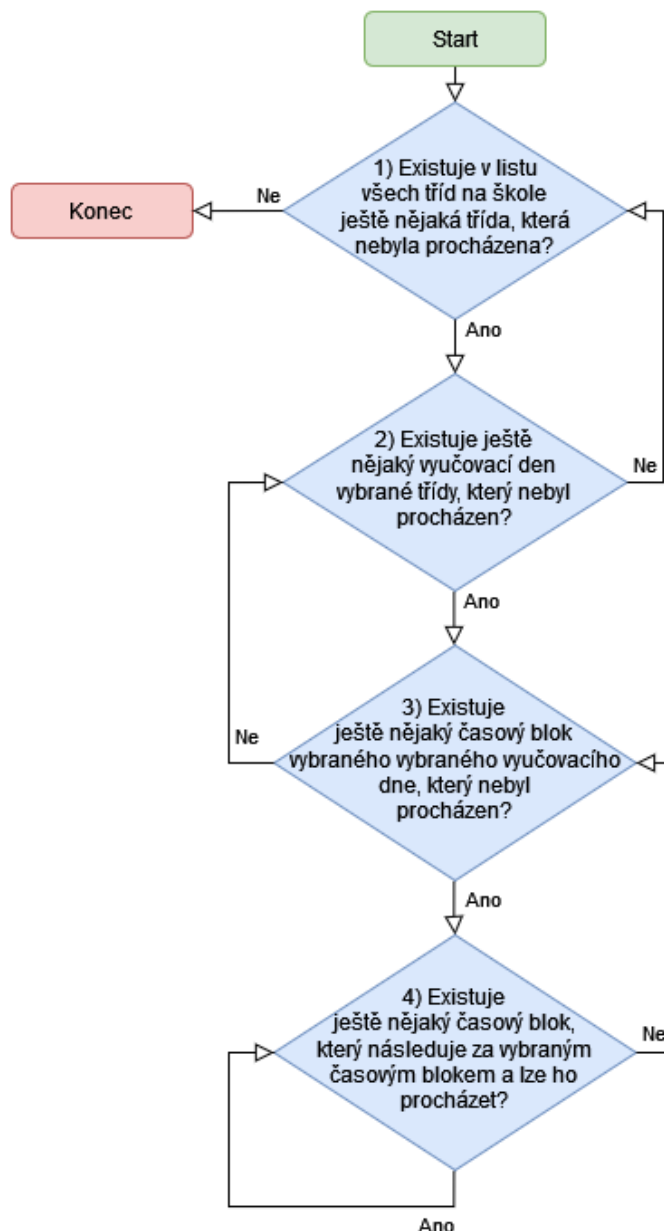 Start
1) Existuje v listu
všech tříd na škole
ještě nějaká třída, která
nebyla procházena?
Ne
Konec
Ano
2) Existuje ještě
nějaký vyučovací den
vybrané třídy, který nebyl
procházen?
Ne
Ano
3) Existuje
ještě nějaký časový blok
vybraného vybraného vyučovacího
dne, který nebyl
procházen?
Ne
Ano
4) Existuje
ještě nějaký časový blok,
který následuje za vybraným
časovým blokem a lze ho
procházet?
Ne
Ano